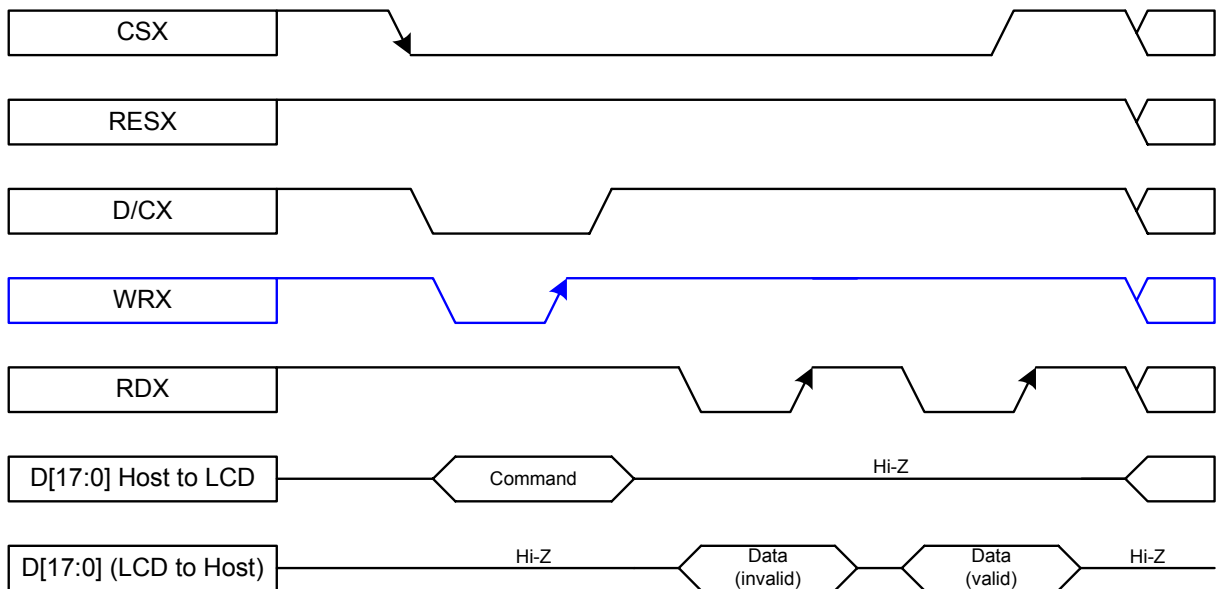 CSX
RESX
D/CX
WRX
RDX
D[17:0] Host to LCD
Command
Hi-Z
D[17:0] (LCD to Host)
Hi-Z
Data
(invalid)
Data
(valid)
Hi-Z